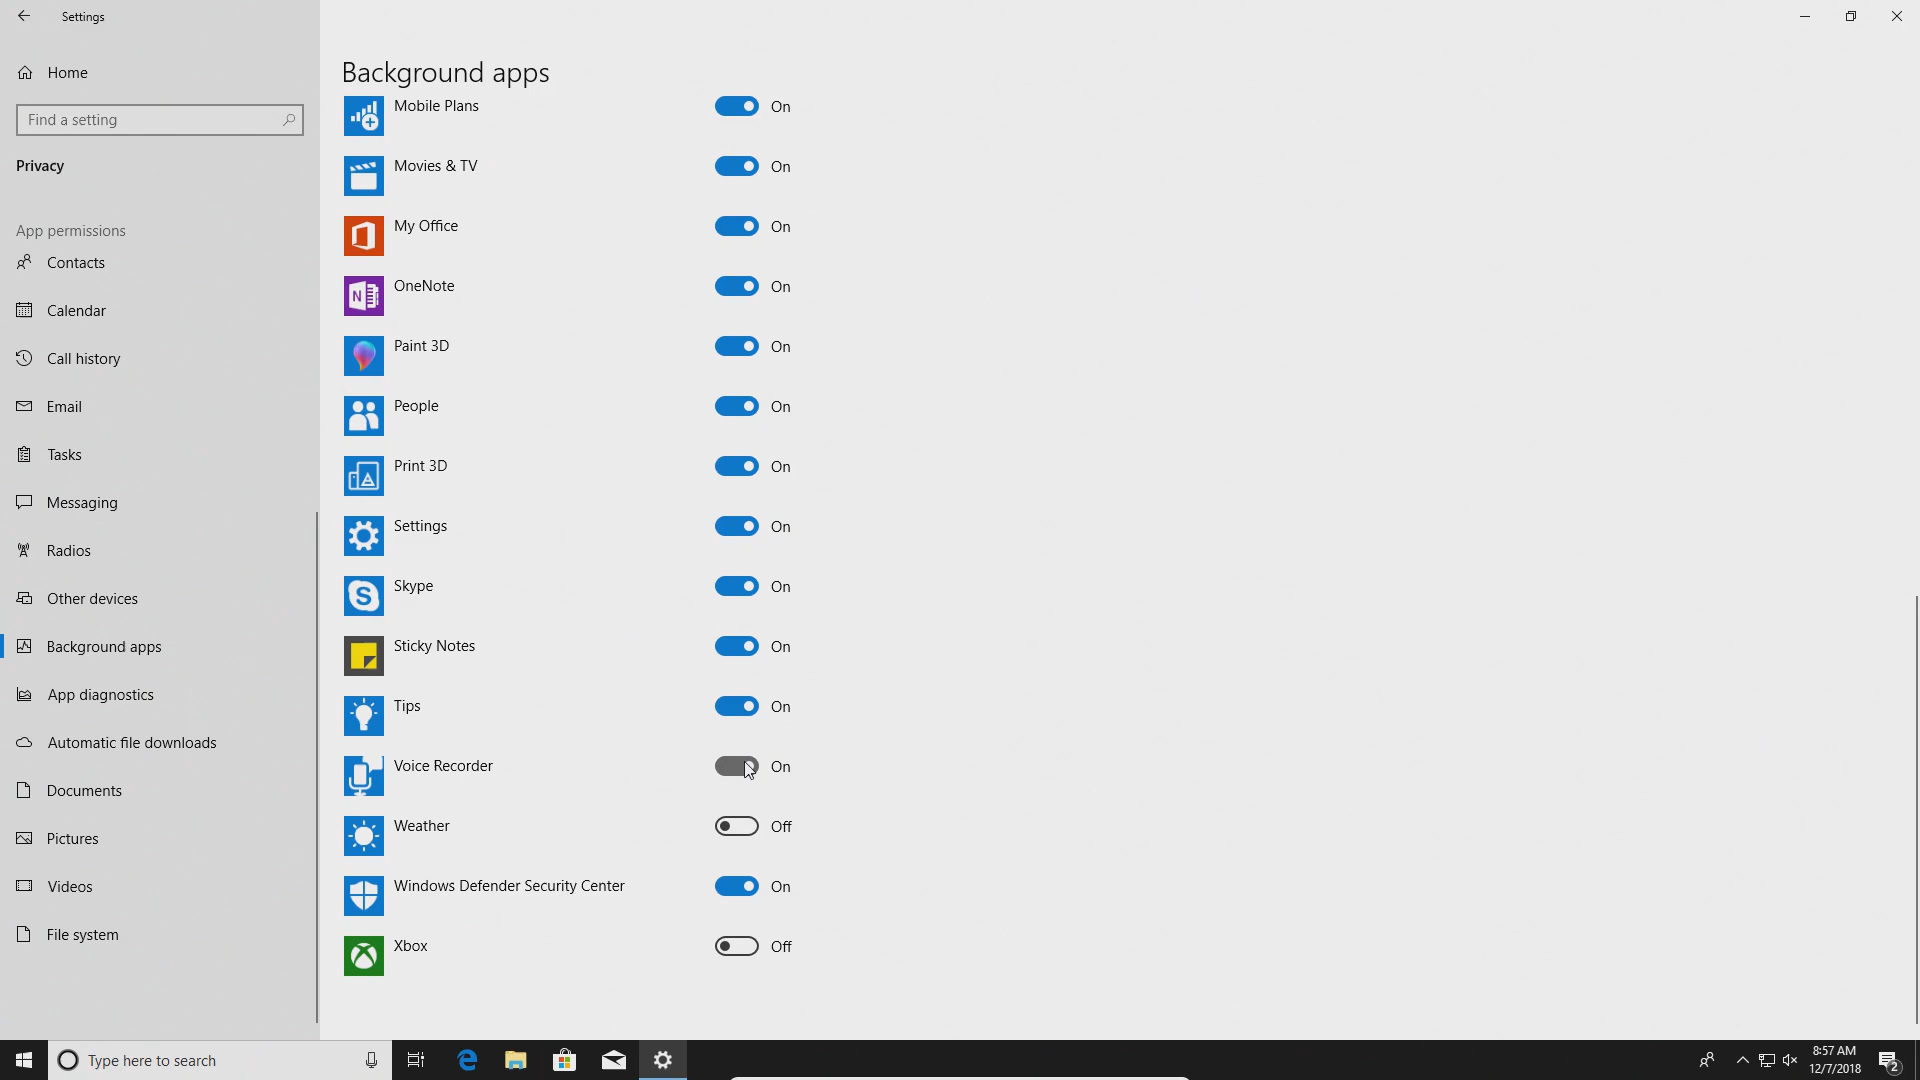 Settings
Home
Find a setting
Privacy
App permissions
Contacts
Calendar
Call history
Email
Tasks
Messaging
Radios
Other devices
Background apps
App diagnostics
Automatic file downloads
Documents
Pictures
Videos
File system
Background apps
Mobile Plans On
Movies & TV On
My Office On
OneNote On
Paint 3D On
People On
Print 3D On
Settings On
Skype On
Sticky Notes On
Tips On
Voice Recorder On
Weather Off
Windows Defender Security Center On
Xbox Off
Type here to search
8:57 AM
12/7/2018
2